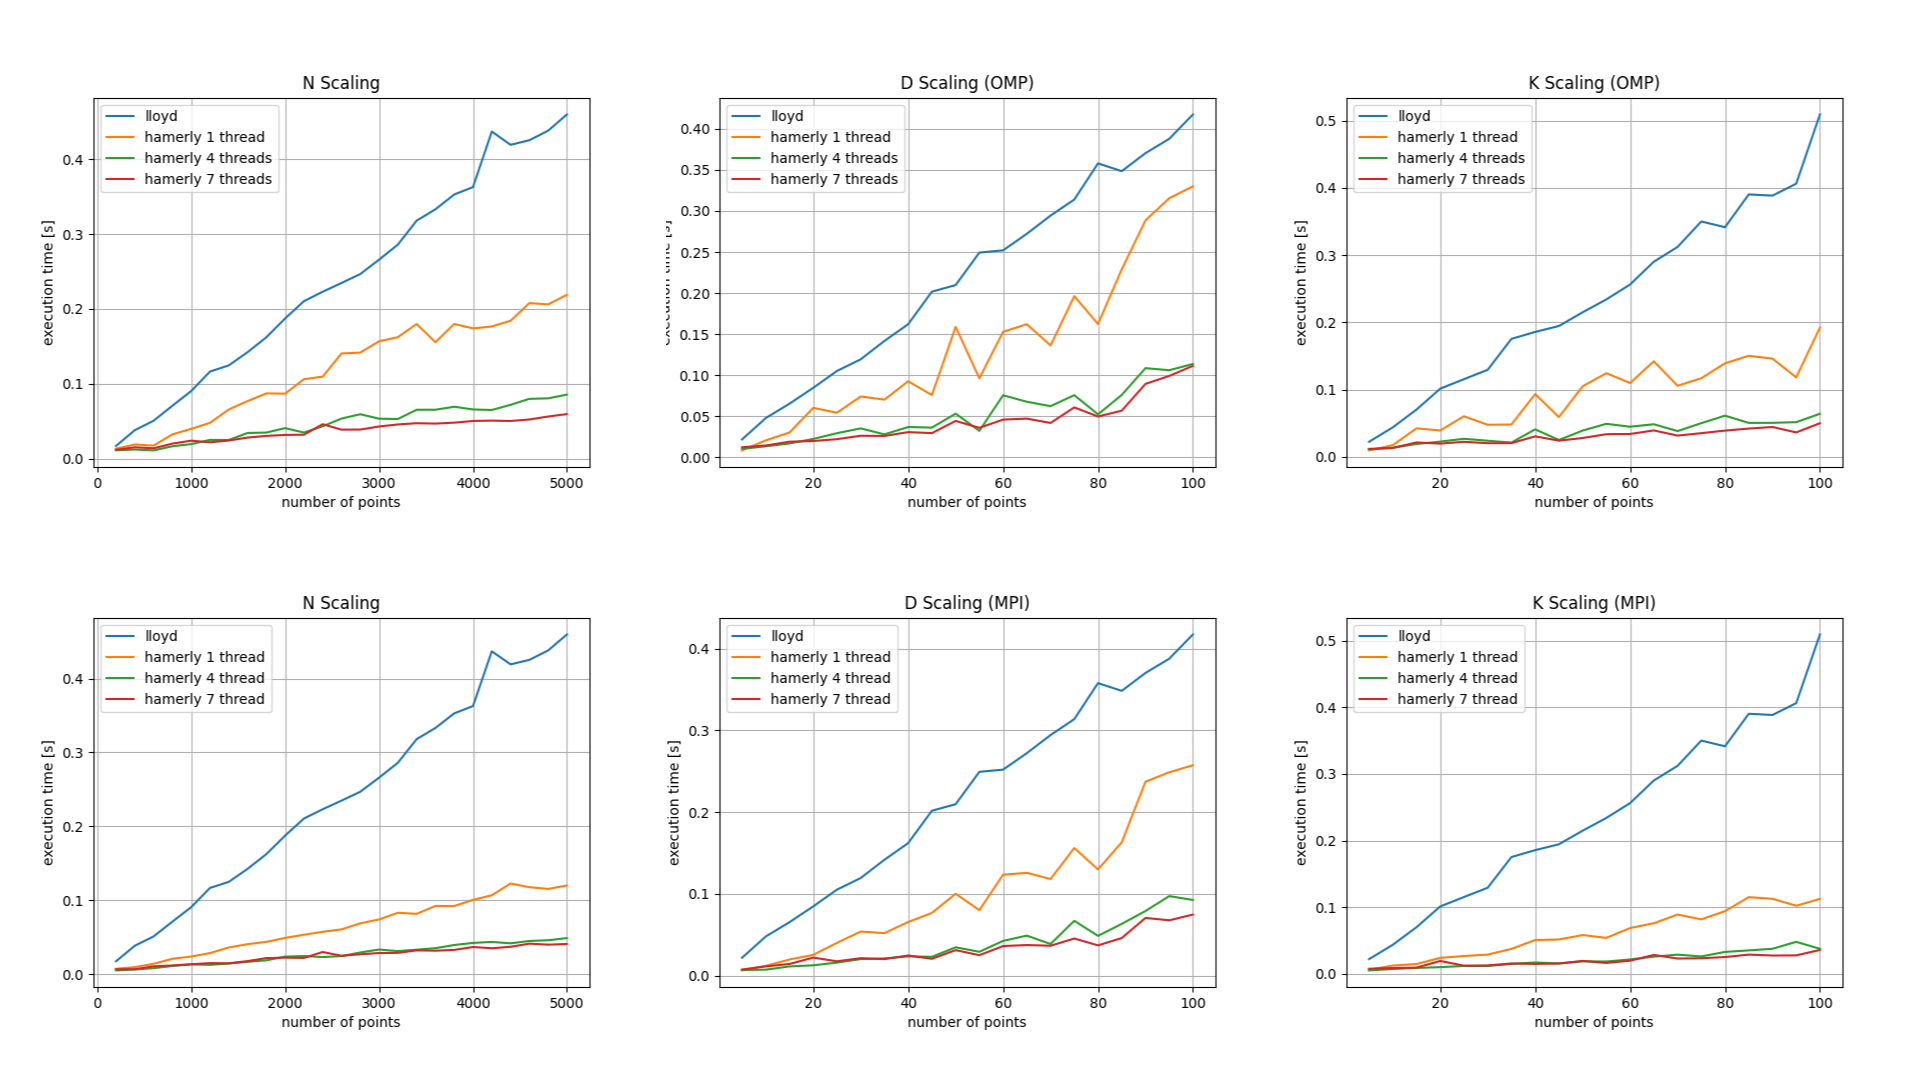 N Scaling
lloyd
hamerly 1 thread
hamerly 4 threads
hamerly 7 threads
execution time [s]
0.4
0.3
0.2
0.1
0.0
0 1000 2000 3000 4000 5000
number of points
D Scaling (OMP)
lloyd
hamerly 1 thread
hamerly 4 threads
hamerly 7 threads
execution time [s]
0.40
0.35
0.30
0.25
0.20
0.15
0.10
0.05
0.00
20 40 60 80 100
number of points
K Scaling (OMP)
lloyd
hamerly 1 thread
hamerly 4 threads
hamerly 7 threads
execution time [s]
0.5
0.4
0.3
0.2
0.1
0.0
20 40 60 80 100
number of points
N Scaling
lloyd
hamerly 1 thread
hamerly 4 thread
hamerly 7 thread
execution time [s]
0.4
0.3
0.2
0.1
0.0
0 1000 2000 3000 4000 5000
number of points
D Scaling (MPI)
lloyd
hamerly 1 thread
hamerly 4 thread
hamerly 7 thread
execution time [s]
0.4
0.3
0.2
0.1
0.0
20 40 60 80 100
number of points
K Scaling (MPI)
lloyd
hamerly 1 thread
hamerly 4 thread
hamerly 7 thread
execution time [s]
0.5
0.4
0.3
0.2
0.1
0.0
20 40 60 80 100
number of points